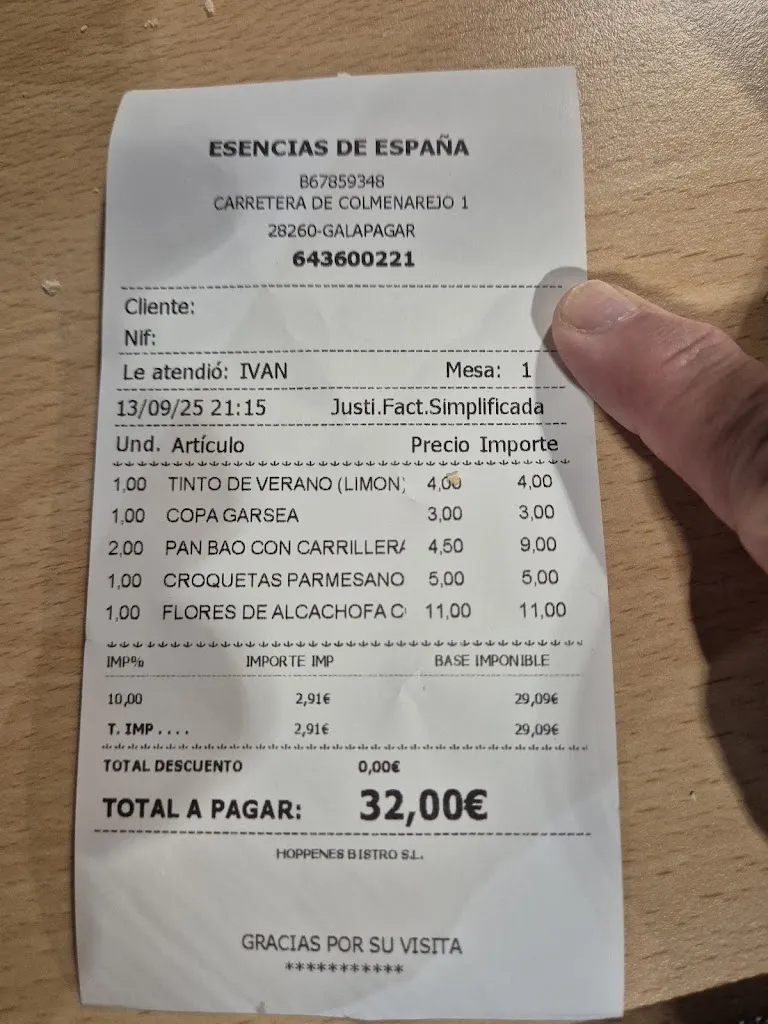 ESENCIAS DE ESPAÑA
B67859348
CARRETERA DE COLMENAREJO 1
28260-GALAPAGAR
643600221
Cliente:
Nif:
Le atendió: IVAN Mesa: 1
13/09/25 21:15 Justi.Fact.Simplificada
Und. Artículo Precio Importe
1,00 TINTO DE VERANO (LIMON) 4,00 4,00
1,00 COPA GARSEA 3,00 3,00
2,00 PAN BAO CON CARRILLERA 4,50 9,00
1,00 CROQUETAS PARMESANO 5,00 5,00
1,00 FLORES DE ALCACHOFA C 11,00 11,00
IMP% IMPORTE IMP BASE IMPONIBLE
10,00 2,91€ 29,09€
T. IMP .... 2,91€ 29,09€
TOTAL DESCUENTO 0,00€
TOTAL A PAGAR: 32,00€
HOPPENES BISTRO S.L.
GRACIAS POR SU VISITA
***********